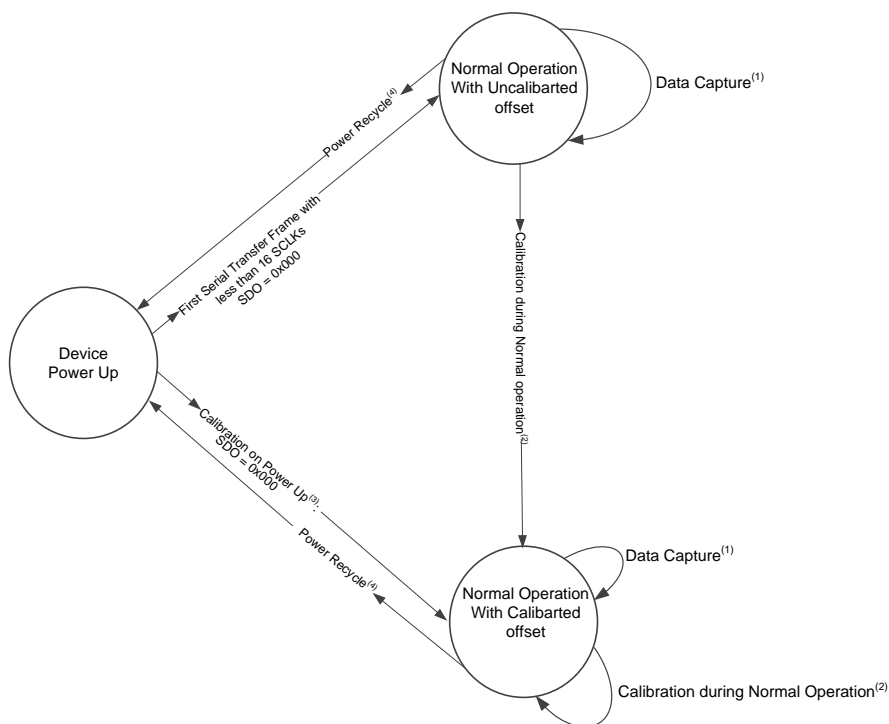 Normal Operation
With Uncalibarted
offset
Data Capture(1)
Power Recycle(4)
First Serial Transfer Frame with
less than 16 SCLKs
SDO = 0x000
Calibration during Normal operation(2)
Device
Power Up
Calibration on Power Up(3):
SDO = 0x000
Power Recycle(4)
Normal Operation
With Calibarted
offset
Data Capture(1)
Calibration during Normal Operation(2)